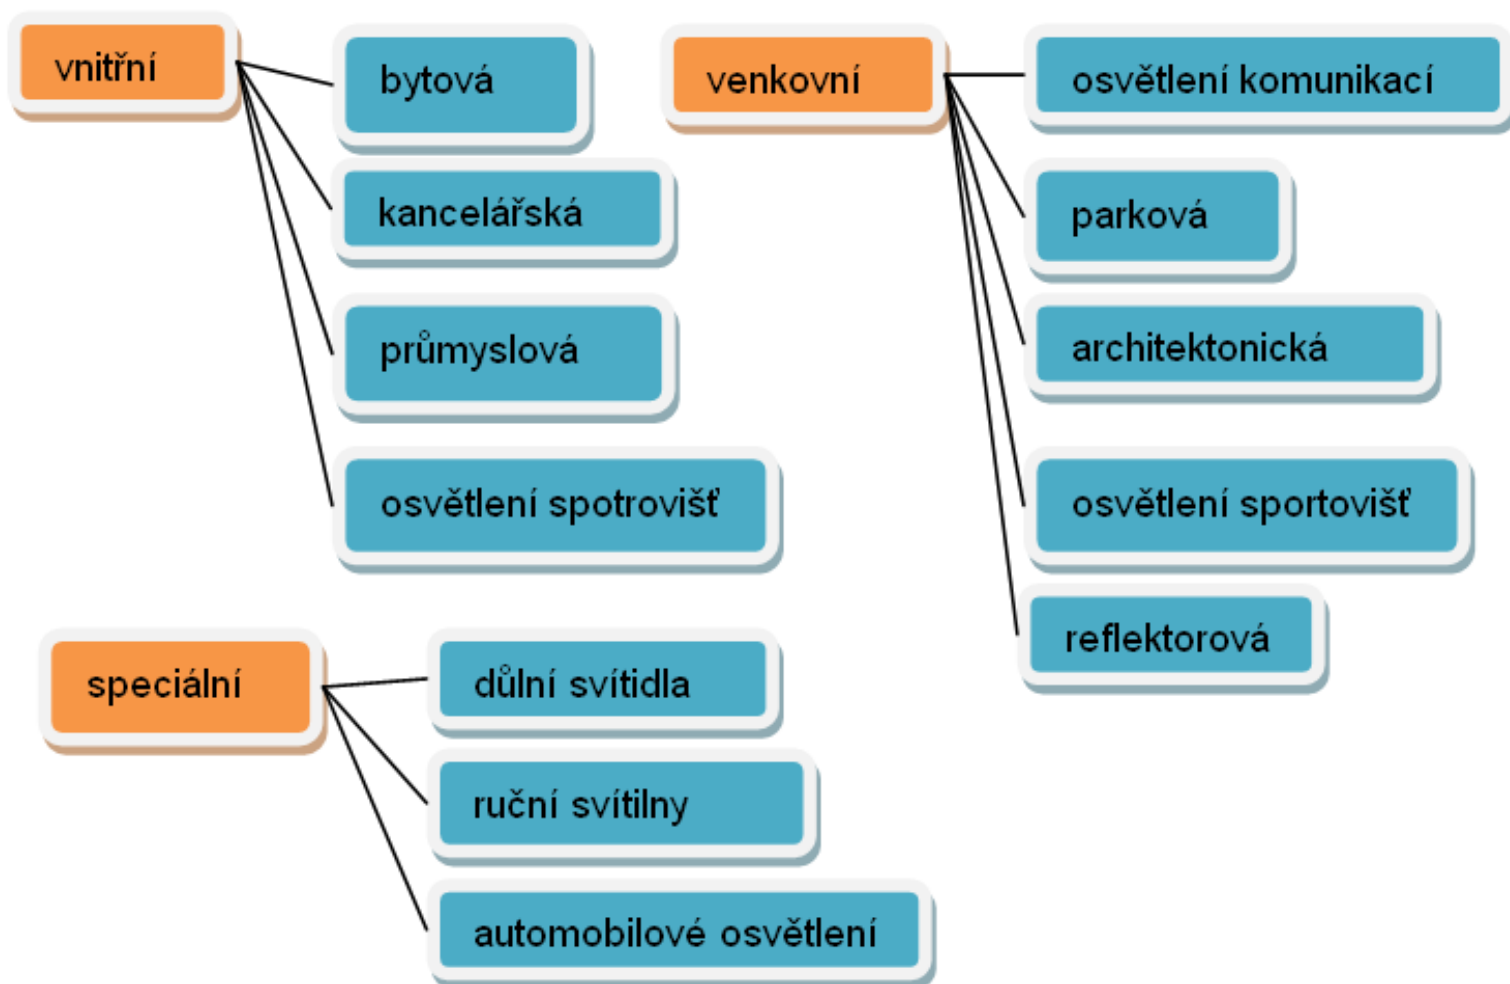 vnitřní
bytová
kancelářská
průmyslová
osvětlení spotrovišť
venkovní
osvětlení komunikací
parková
architektonická
osvětlení sportovišť
reflektorová
speciální
důlní svítidla
ruční svítilny
automobilové osvětlení